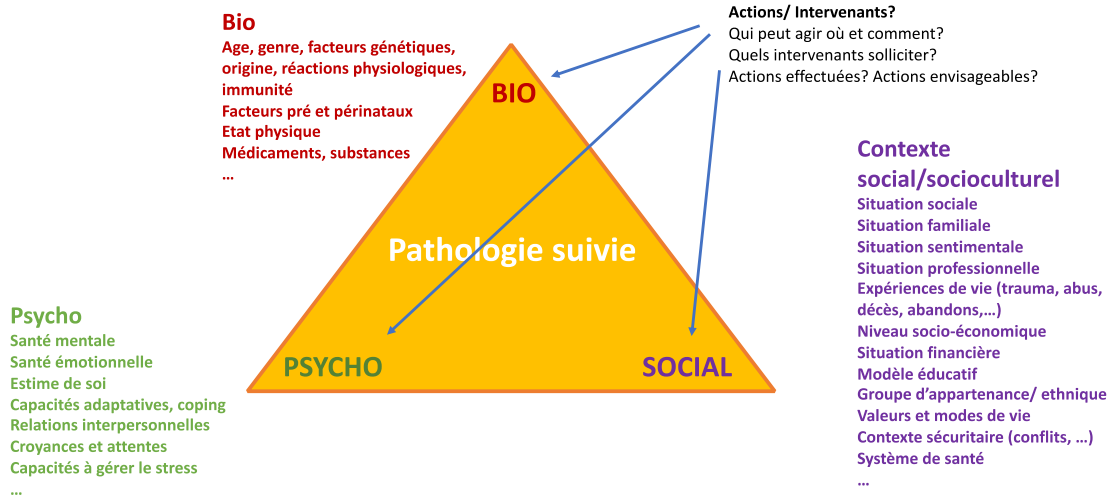 Bio
Age, genre, facteurs génétiques,
origine, réactions physiologiques,
immunité
Facteurs pré et périnataux
Etat physique
Médicaments, substances
…
Actions/ Intervenants?
Qui peut agir où et comment?
Quels intervenants solliciter?
Actions effectuées? Actions envisageables?
BIO
Pathologie suivie
PSYCHO
SOCIAL
Contexte
social/socioculturel
Situation sociale
Situation familiale
Situation sentimentale
Situation professionnelle
Expériences de vie (trauma, abus,
décès, abandons,…)
Niveau socio-économique
Situation financière
Modèle éducatif
Groupe d’appartenance/ ethnique
Valeurs et modes de vie
Contexte sécuritaire (conflits, …)
Système de santé
…
Psycho
Santé mentale
Santé émotionnelle
Estime de soi
Capacités adaptatives, coping
Relations interpersonnelles
Croyances et attentes
Capacités à gérer le stress
…